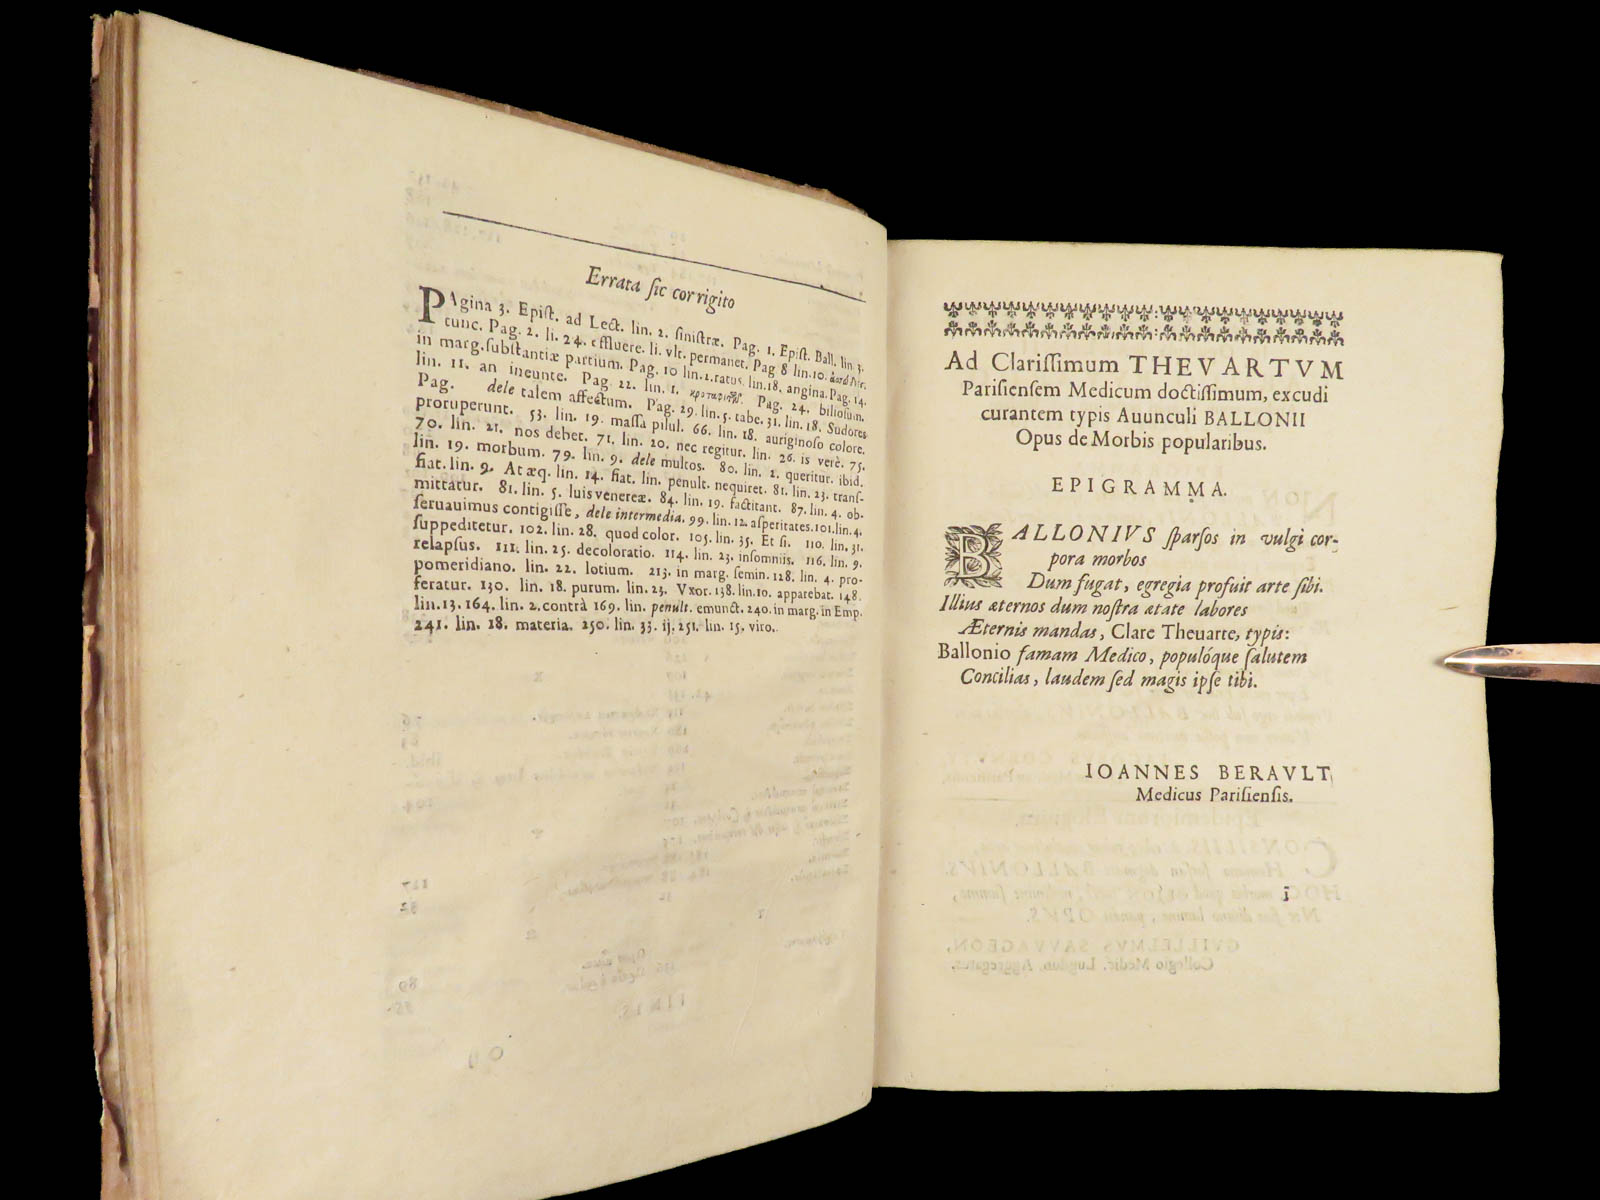 Errata ſic corrigito
PAgina 3. Epiſt. ad Lect. lin. 2. ſiniſtræ. Pag. 1. Epiſt. Ball. lin. 3.
tunc. Pag. 2. li. 24. effluere. li. vlt. permanet. Pag 8 lin. 10.
in marg. ſubſtantiæ partium. Pag. 10 lin. 2. ratus. lin. 18. angina. Pag. 14.
lin. 11. an ineunte. Pag. 22. lin. 1. Pag. 24. bilioſum.
Pag. dele talem affectum. Pag. 29. lin. 5. tabe. 31. lin. 18. Sudores
proruperunt. 53. lin. 19. maſſa pilul. 66. lin. 18. auriginoſo colore.
70. lin. 21. nos debet. 71. lin. 20. nec regitur. lin. 26. is verè. 75.
lin. 19. morbum. 79. lin. 9. dele multos. 80. lin. 2. queritur. ibid.
fiat. lin. 9. At æq. lin. 14. fiat. lin. penult. nequiret. 81. lin. 23. tranſ-
mittatur. 81. lin. 5. luis venereæ. 84. lin. 19. factitant. 87. lin. 4. ob-
ſeruauimus contigiſſe, dele intermedia. 99. lin. 12. aſperitates. 101. lin. 4.
ſuppeditetur. 102. lin. 28. quod color. 105. lin. 35. Et ſi. 110. lin. 31.
relapſus. 111. lin. 25. decoloratio. 114. lin. 23. inſomniis. 116. lin. 9.
pomeridiano. lin. 22. lotium. 213. in marg. ſemin. 128. lin. 4. pro-
feratur. 130. lin. 18. purum. lin. 23. Vxor. 138. lin. 10. apparebat. 148.
lin. 13. 164. lin. 2. contrà 169. lin. penult. emunct. 240. in marg. in Emp.
241. lin. 18. materia. 250. lin. 33. ij. 251. lin. 15. viro.
Ad Clariſſimum THEVARTVM
Pariſienſem Medicum doctiſſimum, excudi
curantem typis Auunculi BALLONII
Opus de Morbis popularibus.
EPIGRAMMA.
BALLONIVS ſparſos in vulgi cor-
pora morbos
Dum fugat, egregia profuit arte ſibi.
Illius æternos dum noſtra ætate labores
Æternis mandas, Clare Theuarte, typis:
Ballonio famam Medico, populóque ſalutem
Concilias, laudem ſed magis ipſe tibi.
IOANNES BERAVLT
Medicus Pariſienſis.
ĩ